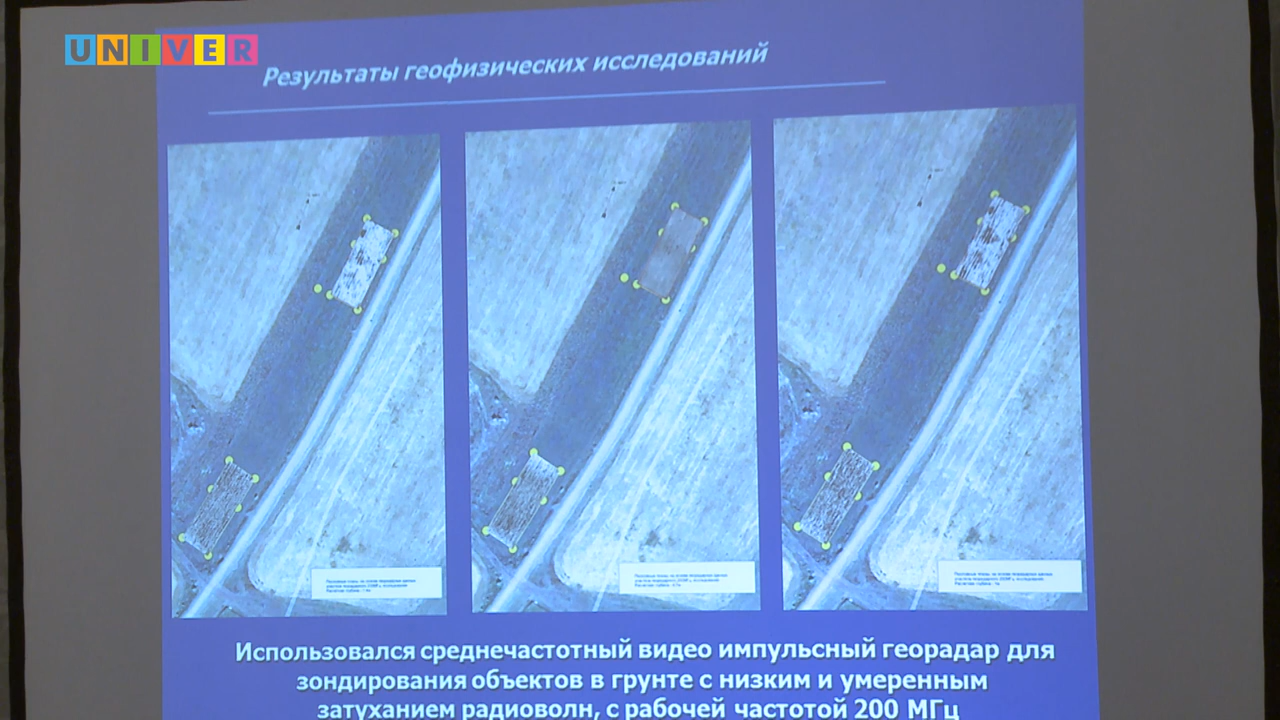 UNIVER
Результаты геофизических исследований
Использовался среднечастотный видео импульсный георадар для
зондирования объектов в грунте с низким и умеренным
затуханием радиоволн, с рабочей частотой 200 МГц